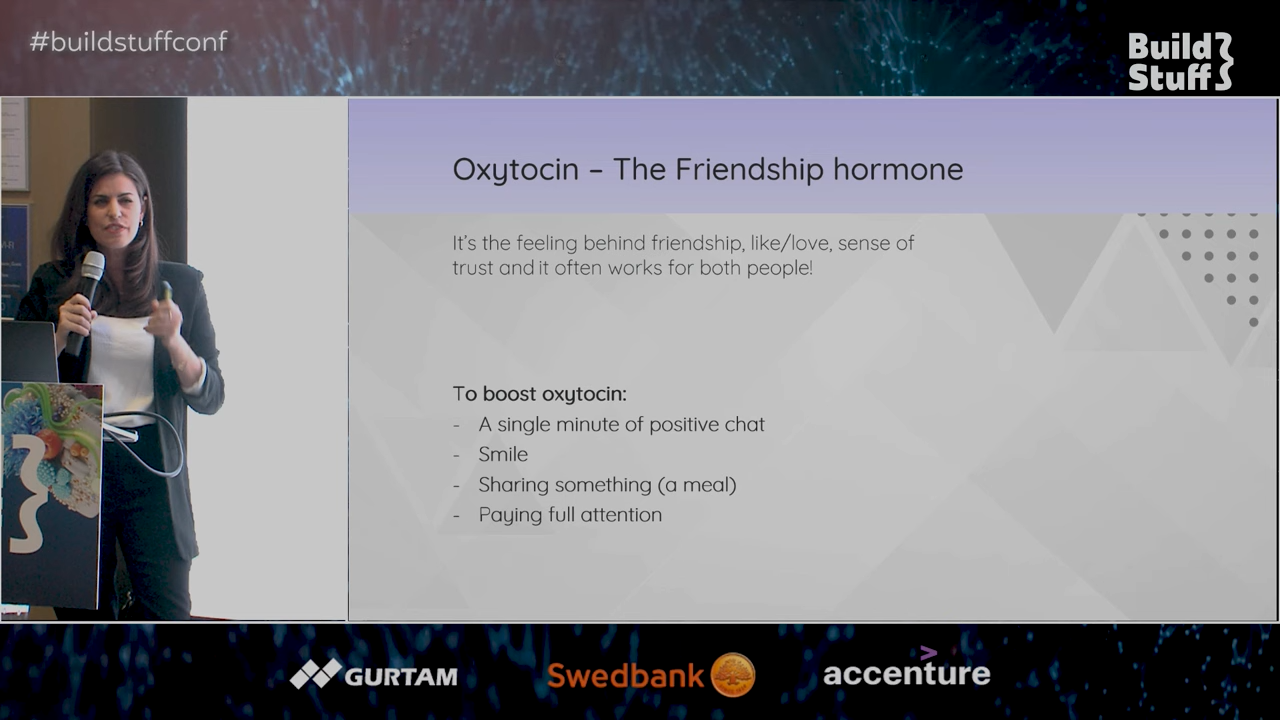 #buildstuffconf
Build
Stuff
Oxytocin – The Friendship hormone
It's the feeling behind friendship, like/love, sense of
trust and it often works for both people!
To boost oxytocin:
- A single minute of positive chat
- Smile
- Sharing something (a meal)
- Paying full attention
GURTAM
Swedbank
accenture